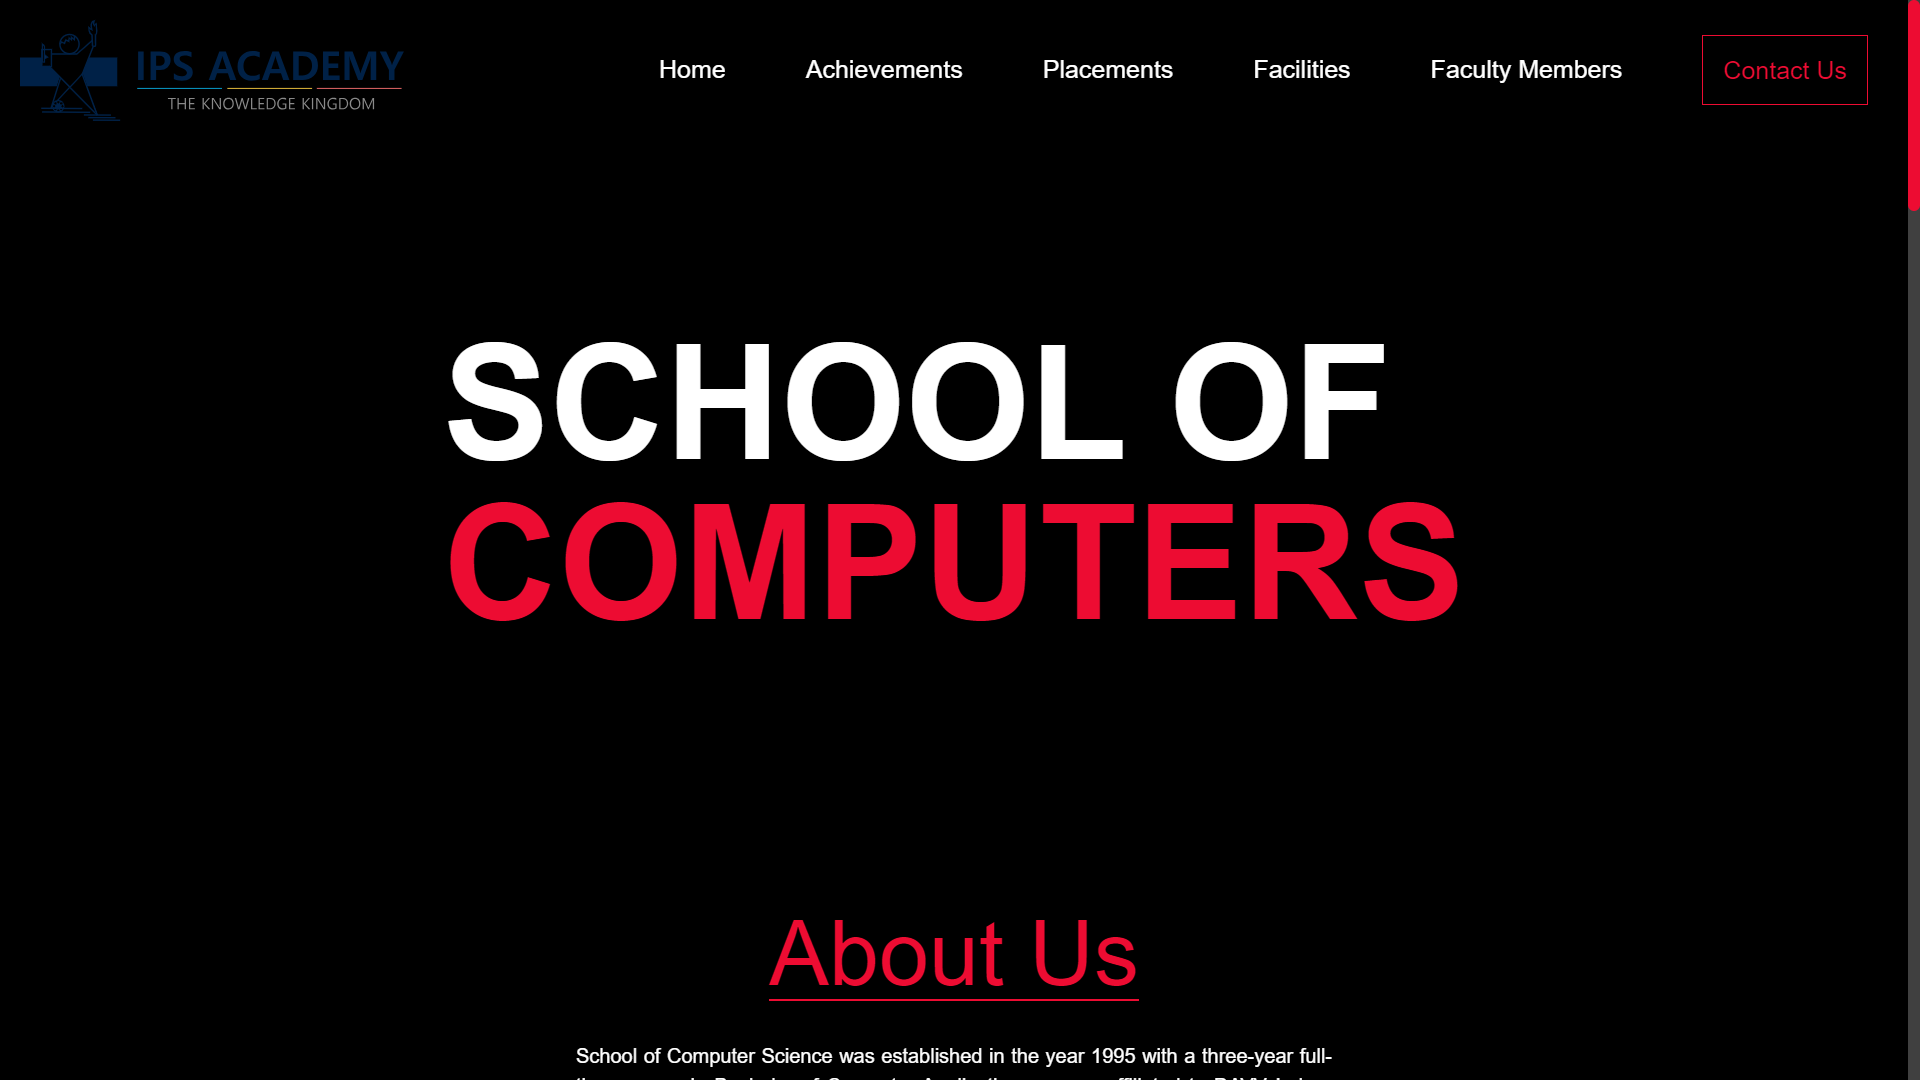 IPS ACADEMY
THE KNOWLEDGE KINGDOM
Home
Achievements
Placements
Facilities
Faculty Members
Contact Us
SCHOOL OF
COMPUTERS
About Us
School of Computer Science was established in the year 1995 with a three-year full-